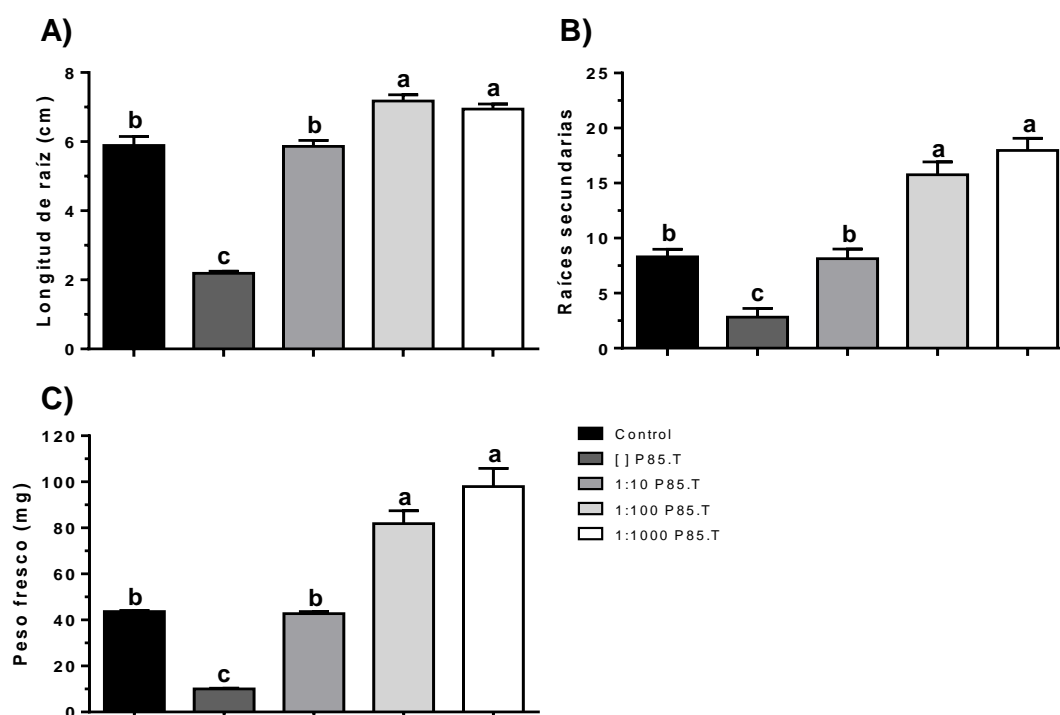 A)
Longitud de raíz (cm)
8
6
4
2
0
b
c
b
a
a
B)
Raíces secundarias
25
20
15
10
5
0
b
c
b
a
a
C)
Peso fresco (mg)
120
100
80
60
40
20
0
b
c
b
a
a
Control
[ ] P85.T
1:10 P85.T
1:100 P85.T
1:1000 P85.T